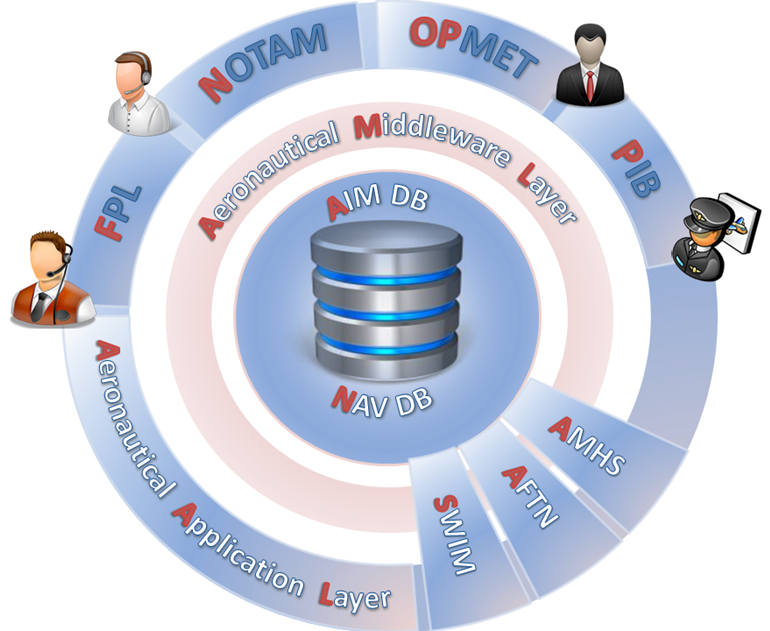 NOTAM
OPMET
FPL
PIB
Aeronautical Middleware Layer
AIM DB
NAV DB
AMHS
AFTN
SWIM
Aeronautical Application Layer